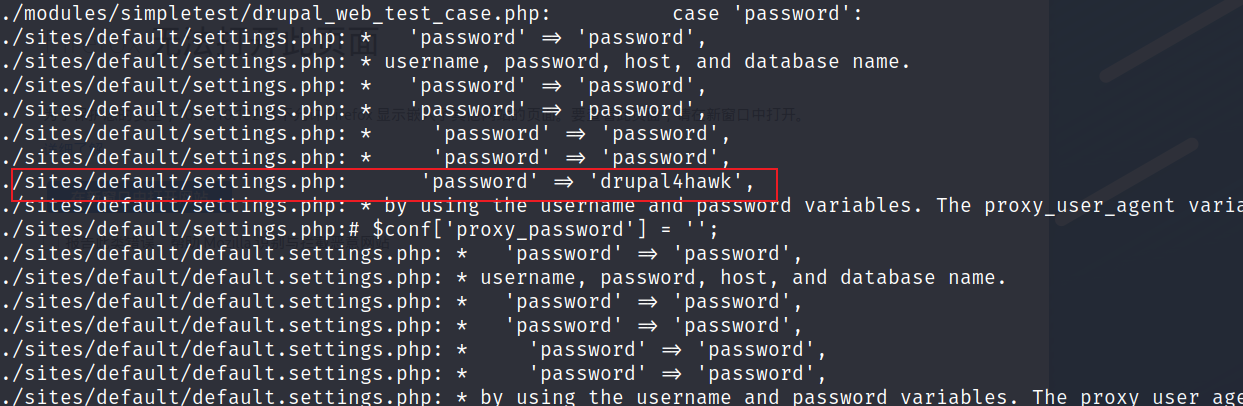 ./modules/simpletest/drupal_web_test_case.php:          case 'password':
./sites/default/settings.php: *   'password' => 'password',
./sites/default/settings.php: * username, password, host, and database name.
./sites/default/settings.php: *   'password' => 'password',
./sites/default/settings.php: *   'password' => 'password',
./sites/default/settings.php: *     'password' => 'password',
./sites/default/settings.php: *     'password' => 'password',
./sites/default/settings.php:      'password' => 'drupal4hawk',
./sites/default/settings.php: * by using the username and password variables. The proxy_user_agent varia
./sites/default/settings.php:# $conf['proxy_password'] = '';
./sites/default/default.settings.php: *   'password' => 'password',
./sites/default/default.settings.php: * username, password, host, and database name.
./sites/default/default.settings.php: *   'password' => 'password',
./sites/default/default.settings.php: *   'password' => 'password',
./sites/default/default.settings.php: *     'password' => 'password',
./sites/default/default.settings.php: *     'password' => 'password',
./sites/default/default.settings.php: * by using the username and password variables. The proxy_user_age